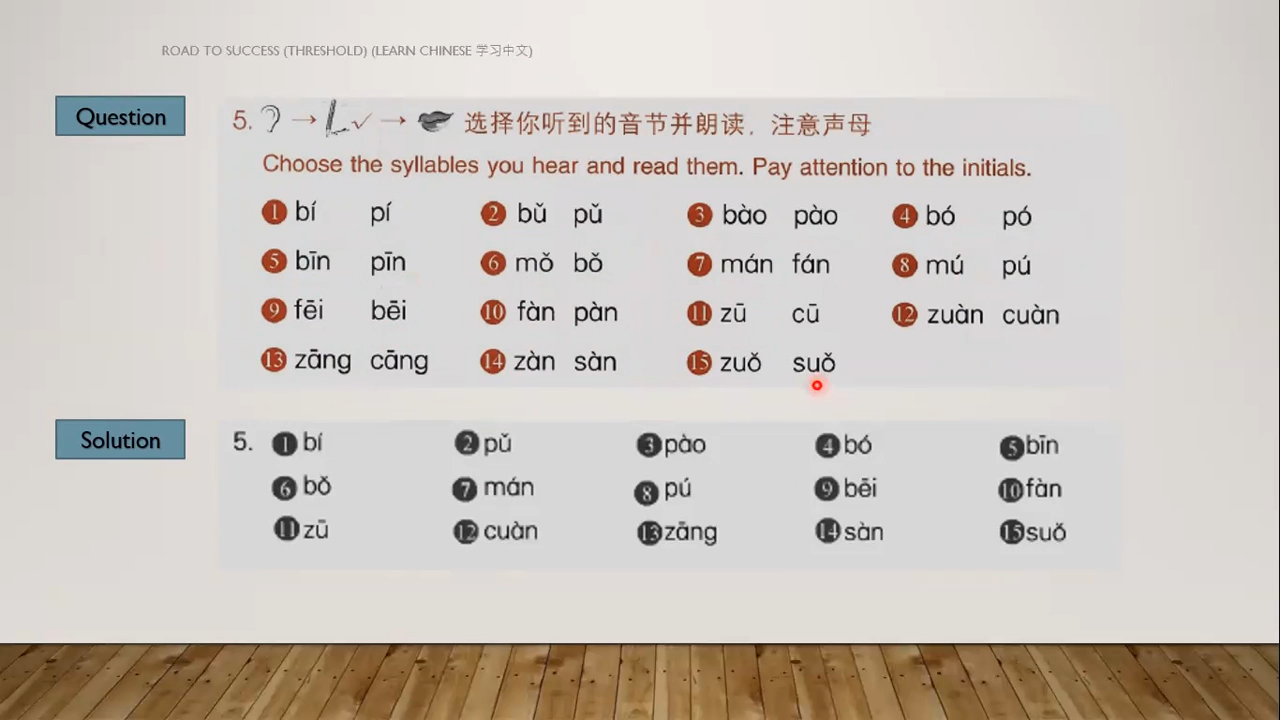 ROAD TO SUCCESS (THRESHOLD) (LEARN CHINESE 学习中文)
Question
5. → ✓ → 选择你听到的音节并朗读，注意声母
Choose the syllables you hear and read them. Pay attention to the initials.
1 bí pí 2 bǔ pǔ 3 bào pào 4 bó pó
5 bīn pīn 6 mǒ bǒ 7 mán fán 8 mú pú
9 fēi bēi 10 fàn pàn 11 zū cū 12 zuàn cuàn
13 zāng cāng 14 zàn sàn 15 zuǒ suǒ
Solution
5. 1 bí 2 pǔ 3 pào 4 bó 5 bīn
6 bǒ 7 mán 8 pú 9 bēi 10 fàn
11 zū 12 cuàn 13 zāng 14 sàn 15 suǒ